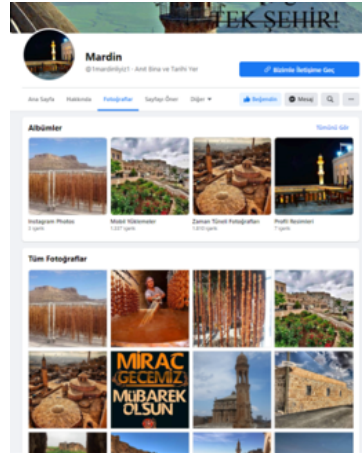 TEK ŞEHİR!
Mardin
@1mardinliyiz1 · Anıt Bina ve Tarihi Yer
Bizimle İletişime Geç
Ana Sayfa Hakkında Fotoğraflar Sayfayı Öner Diğer
Beğendin Mesaj
Albümler
Tümünü Gör
Instagram Photos Mobil Yüklemeler Zaman Tüneli Fotoğrafları Profil Resimleri
Tüm Fotoğraflar
MİRAC
GECEMİZ
MÜBAREK
OLSUN